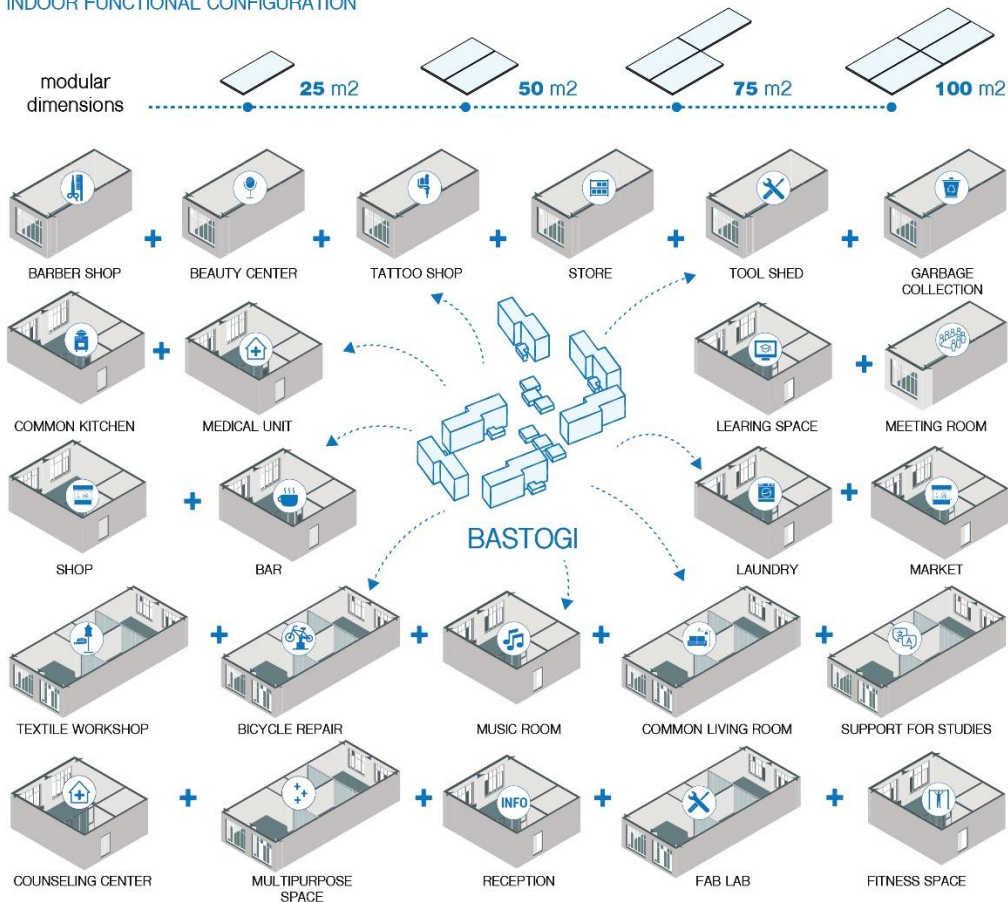 INDOOR FUNCTIONAL CONFIGURATION
modular
dimensions
25 m2
50 m2
75 m2
100 m2
BARBER SHOP
BEAUTY CENTER
TATTOO SHOP
STORE
TOOL SHED
GARBAGE
COLLECTION
COMMON KITCHEN
MEDICAL UNIT
LEARING SPACE
MEETING ROOM
SHOP
BAR
BASTOGI
LAUNDRY
MARKET
TEXTILE WORKSHOP
BICYCLE REPAIR
MUSIC ROOM
COMMON LIVING ROOM
A
SUPPORT FOR STUDIES
INFO
COUNSELING CENTER
MULTIPURPOSE
SPACE
RECEPTION
FAB LAB
FITNESS SPACE